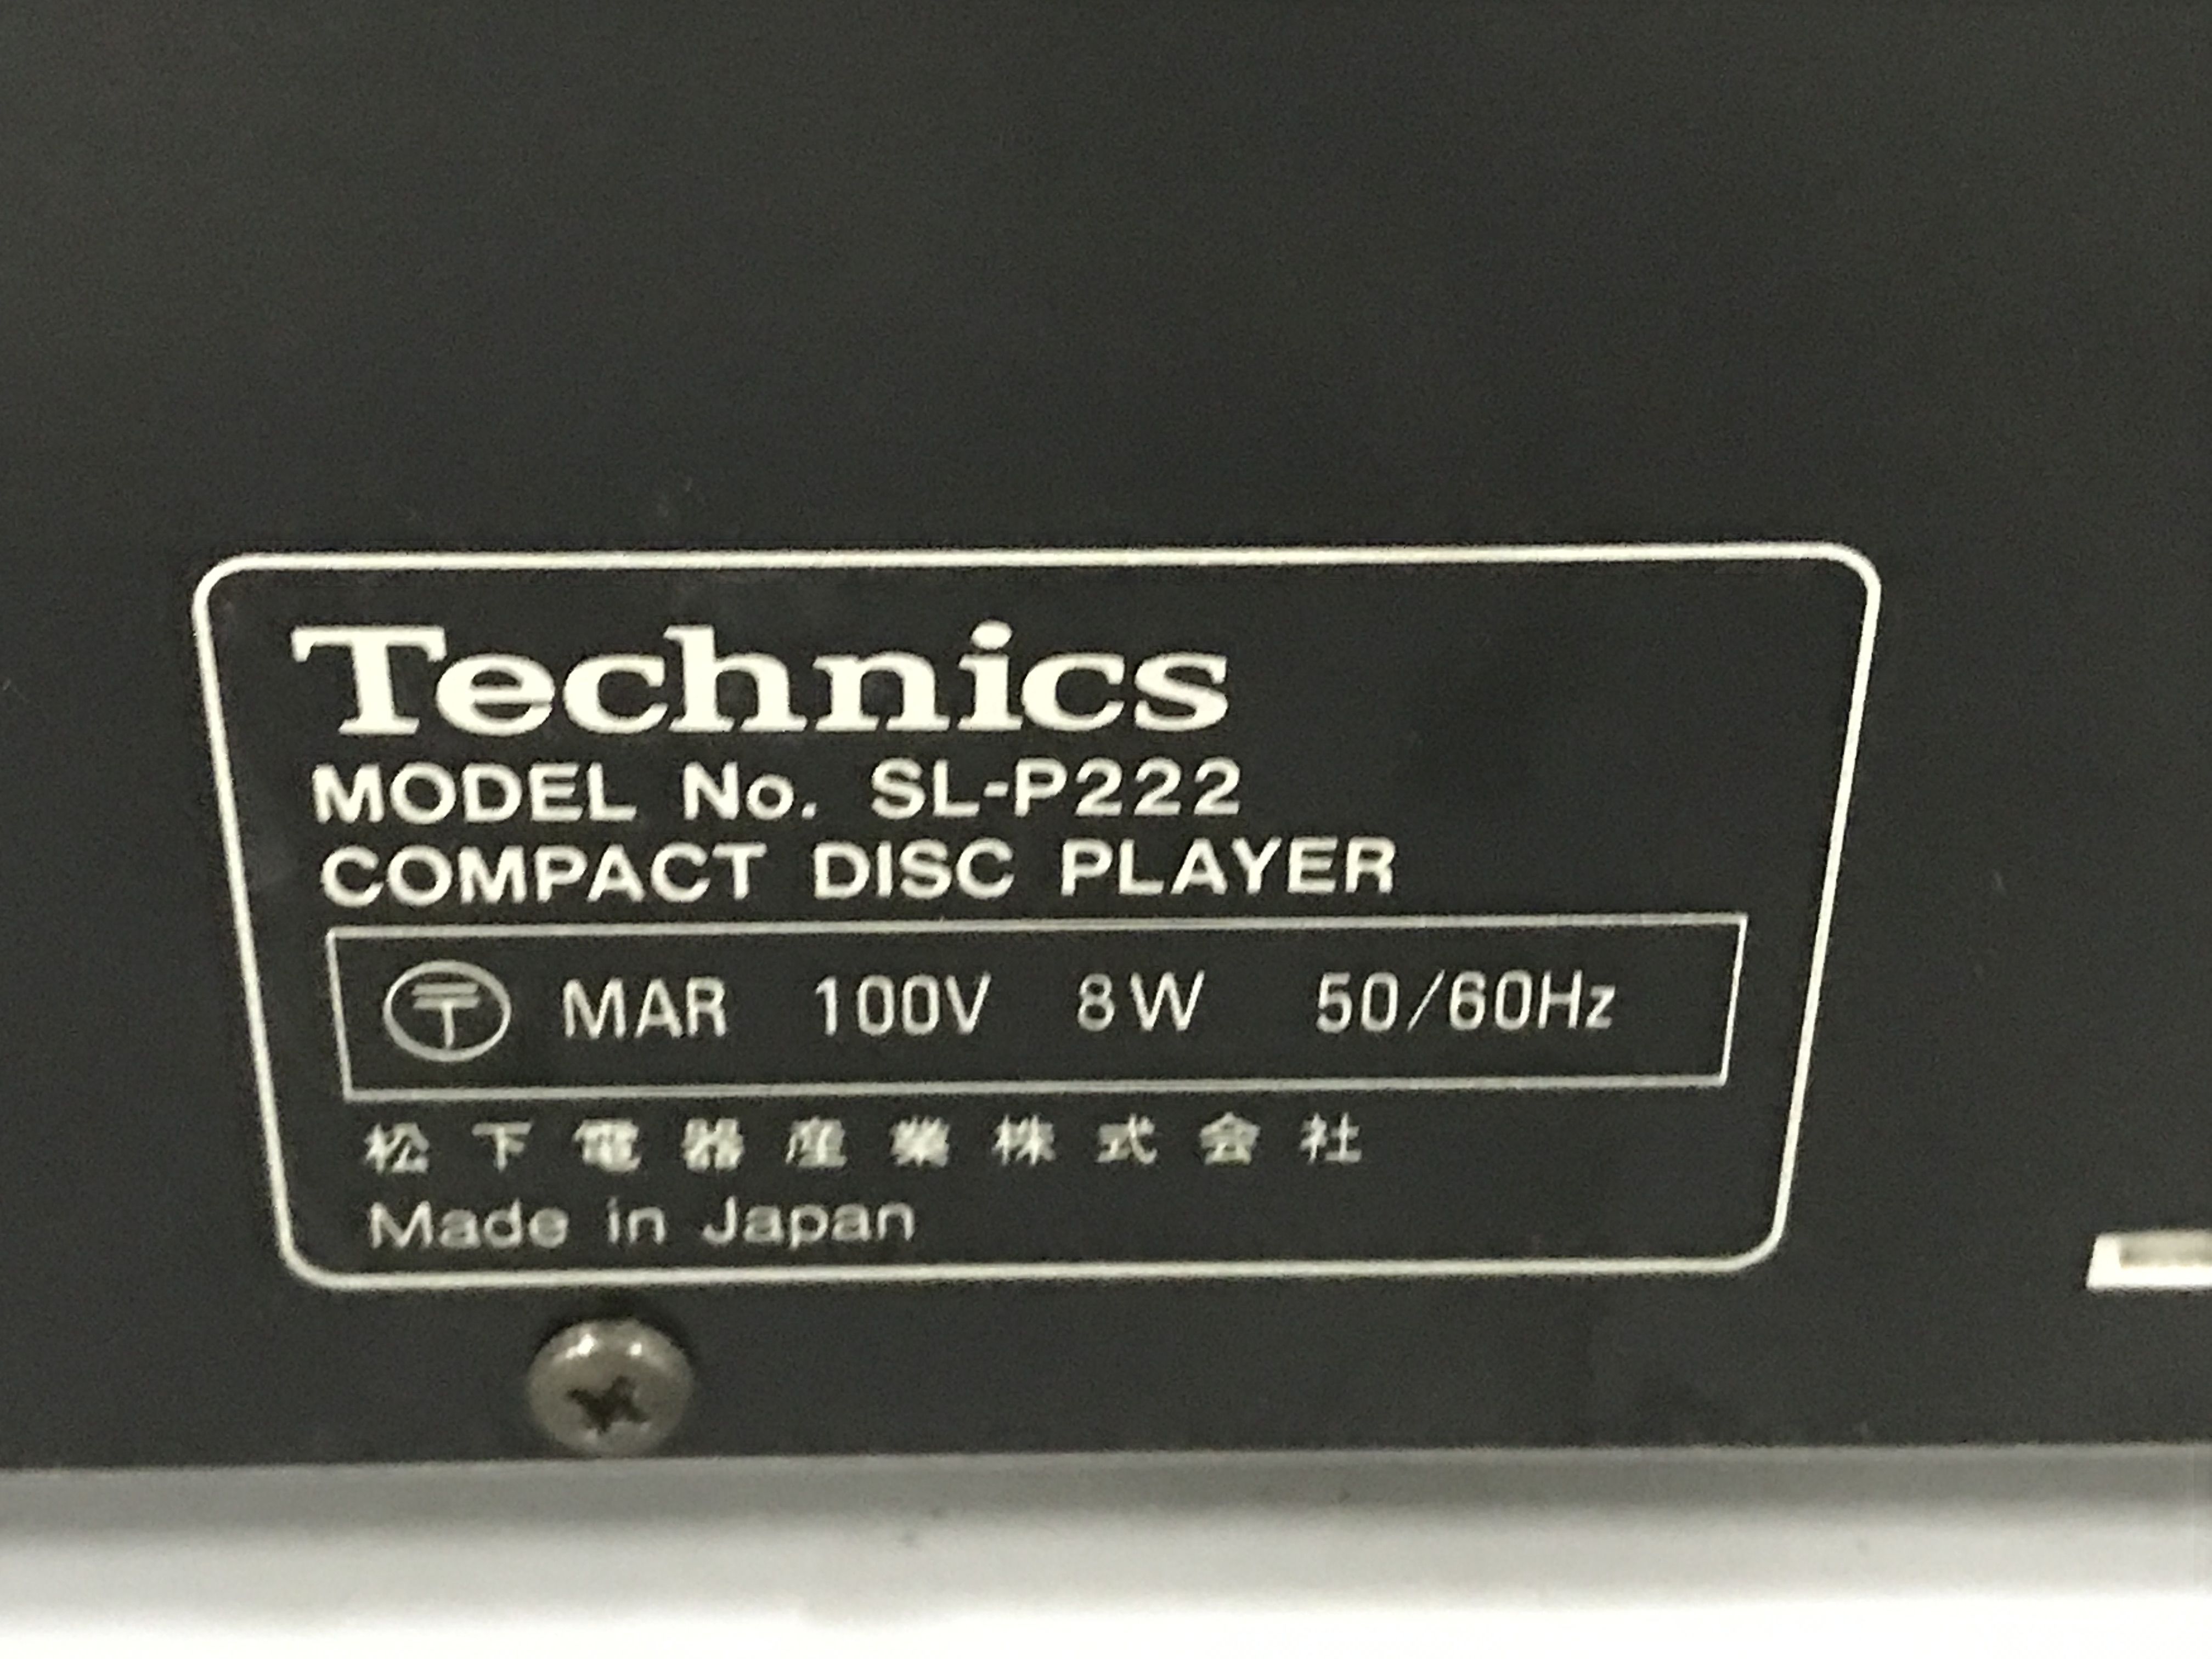 Technics
MODEL No. SL-P222
COMPACT DISC PLAYER
〶 MAR 100V 8W 50/60Hz
松下電器産業株式会社
Made in Japan